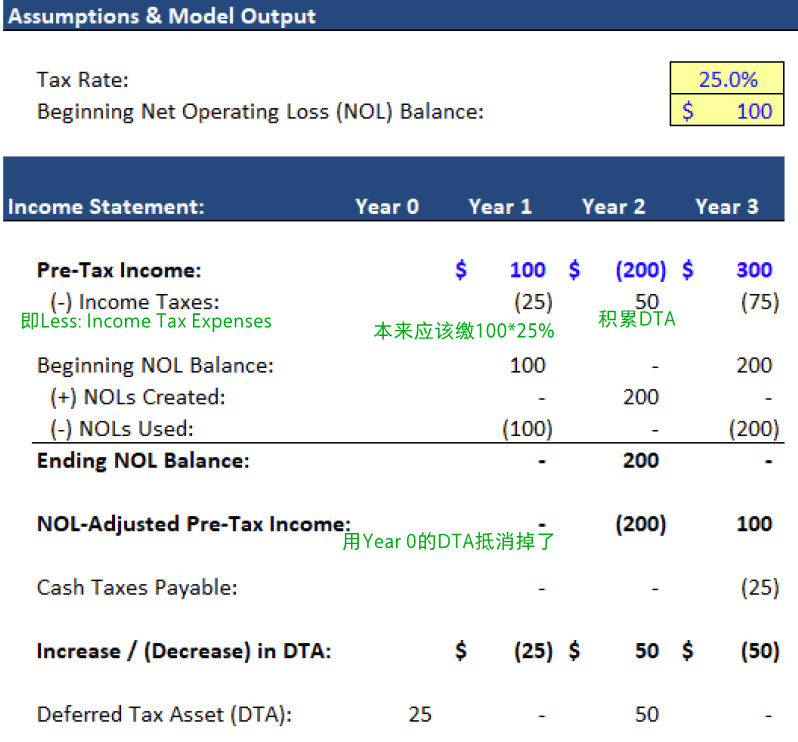 Assumptions & Model Output
Tax Rate: 25.0%
Beginning Net Operating Loss (NOL) Balance: $ 100
Income Statement: Year 0 Year 1 Year 2 Year 3
Pre-Tax Income: $ 100 $ (200) $ 300
(-) Income Taxes: (25) 50 (75)
即Less: Income Tax Expenses 本来应该缴100*25% 积累DTA
Beginning NOL Balance: 100 - 200
(+) NOLs Created: - 200 -
(-) NOLs Used: (100) - (200)
Ending NOL Balance: - 200 -
NOL-Adjusted Pre-Tax Income: - (200) 100
用Year 0的DTA抵消掉了
Cash Taxes Payable: - - (25)
Increase / (Decrease) in DTA: $ (25) $ 50 $ (50)
Deferred Tax Asset (DTA): 25 - 50 -